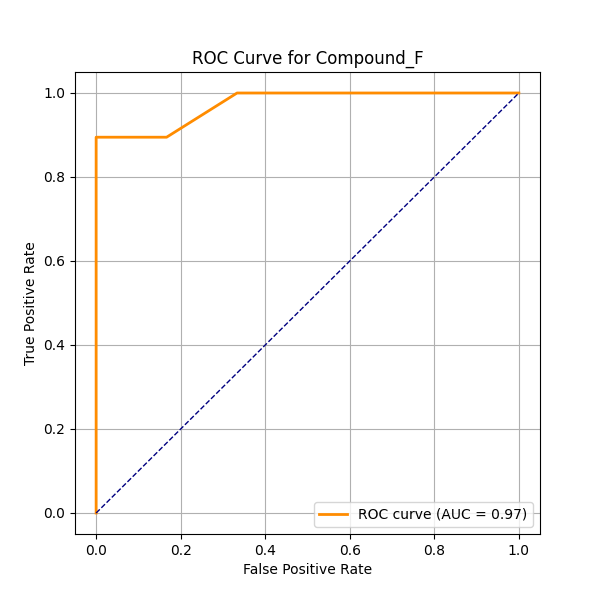 ROC Curve for Compound_F
True Positive Rate
1.0
0.8
0.6
0.4
0.2
0.0
ROC curve (AUC = 0.97)
0.0 0.2 0.4 0.6 0.8 1.0
False Positive Rate